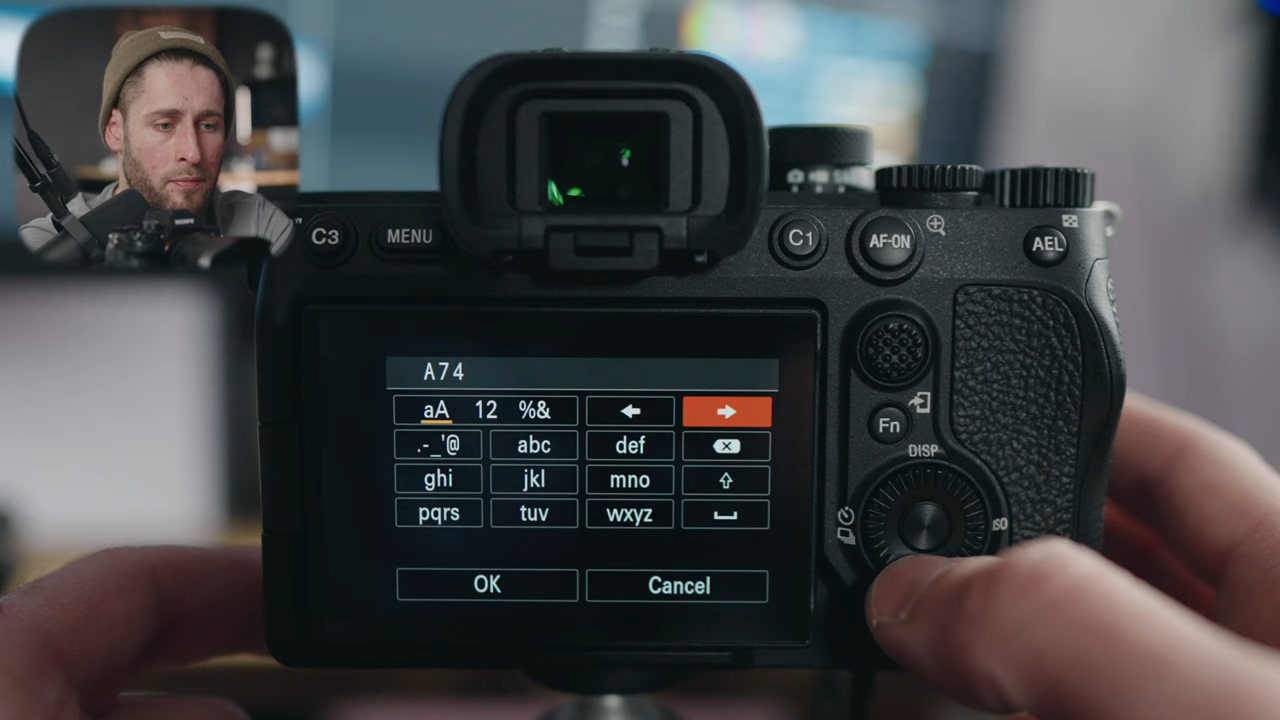 SONY
C3 MENU
C1 AF-ON AEL
A74
aA 12 %&
.-_'@ abc def
ghi jkl mno
pqrs tuv wxyz
OK Cancel
Fn
DISP
ISO